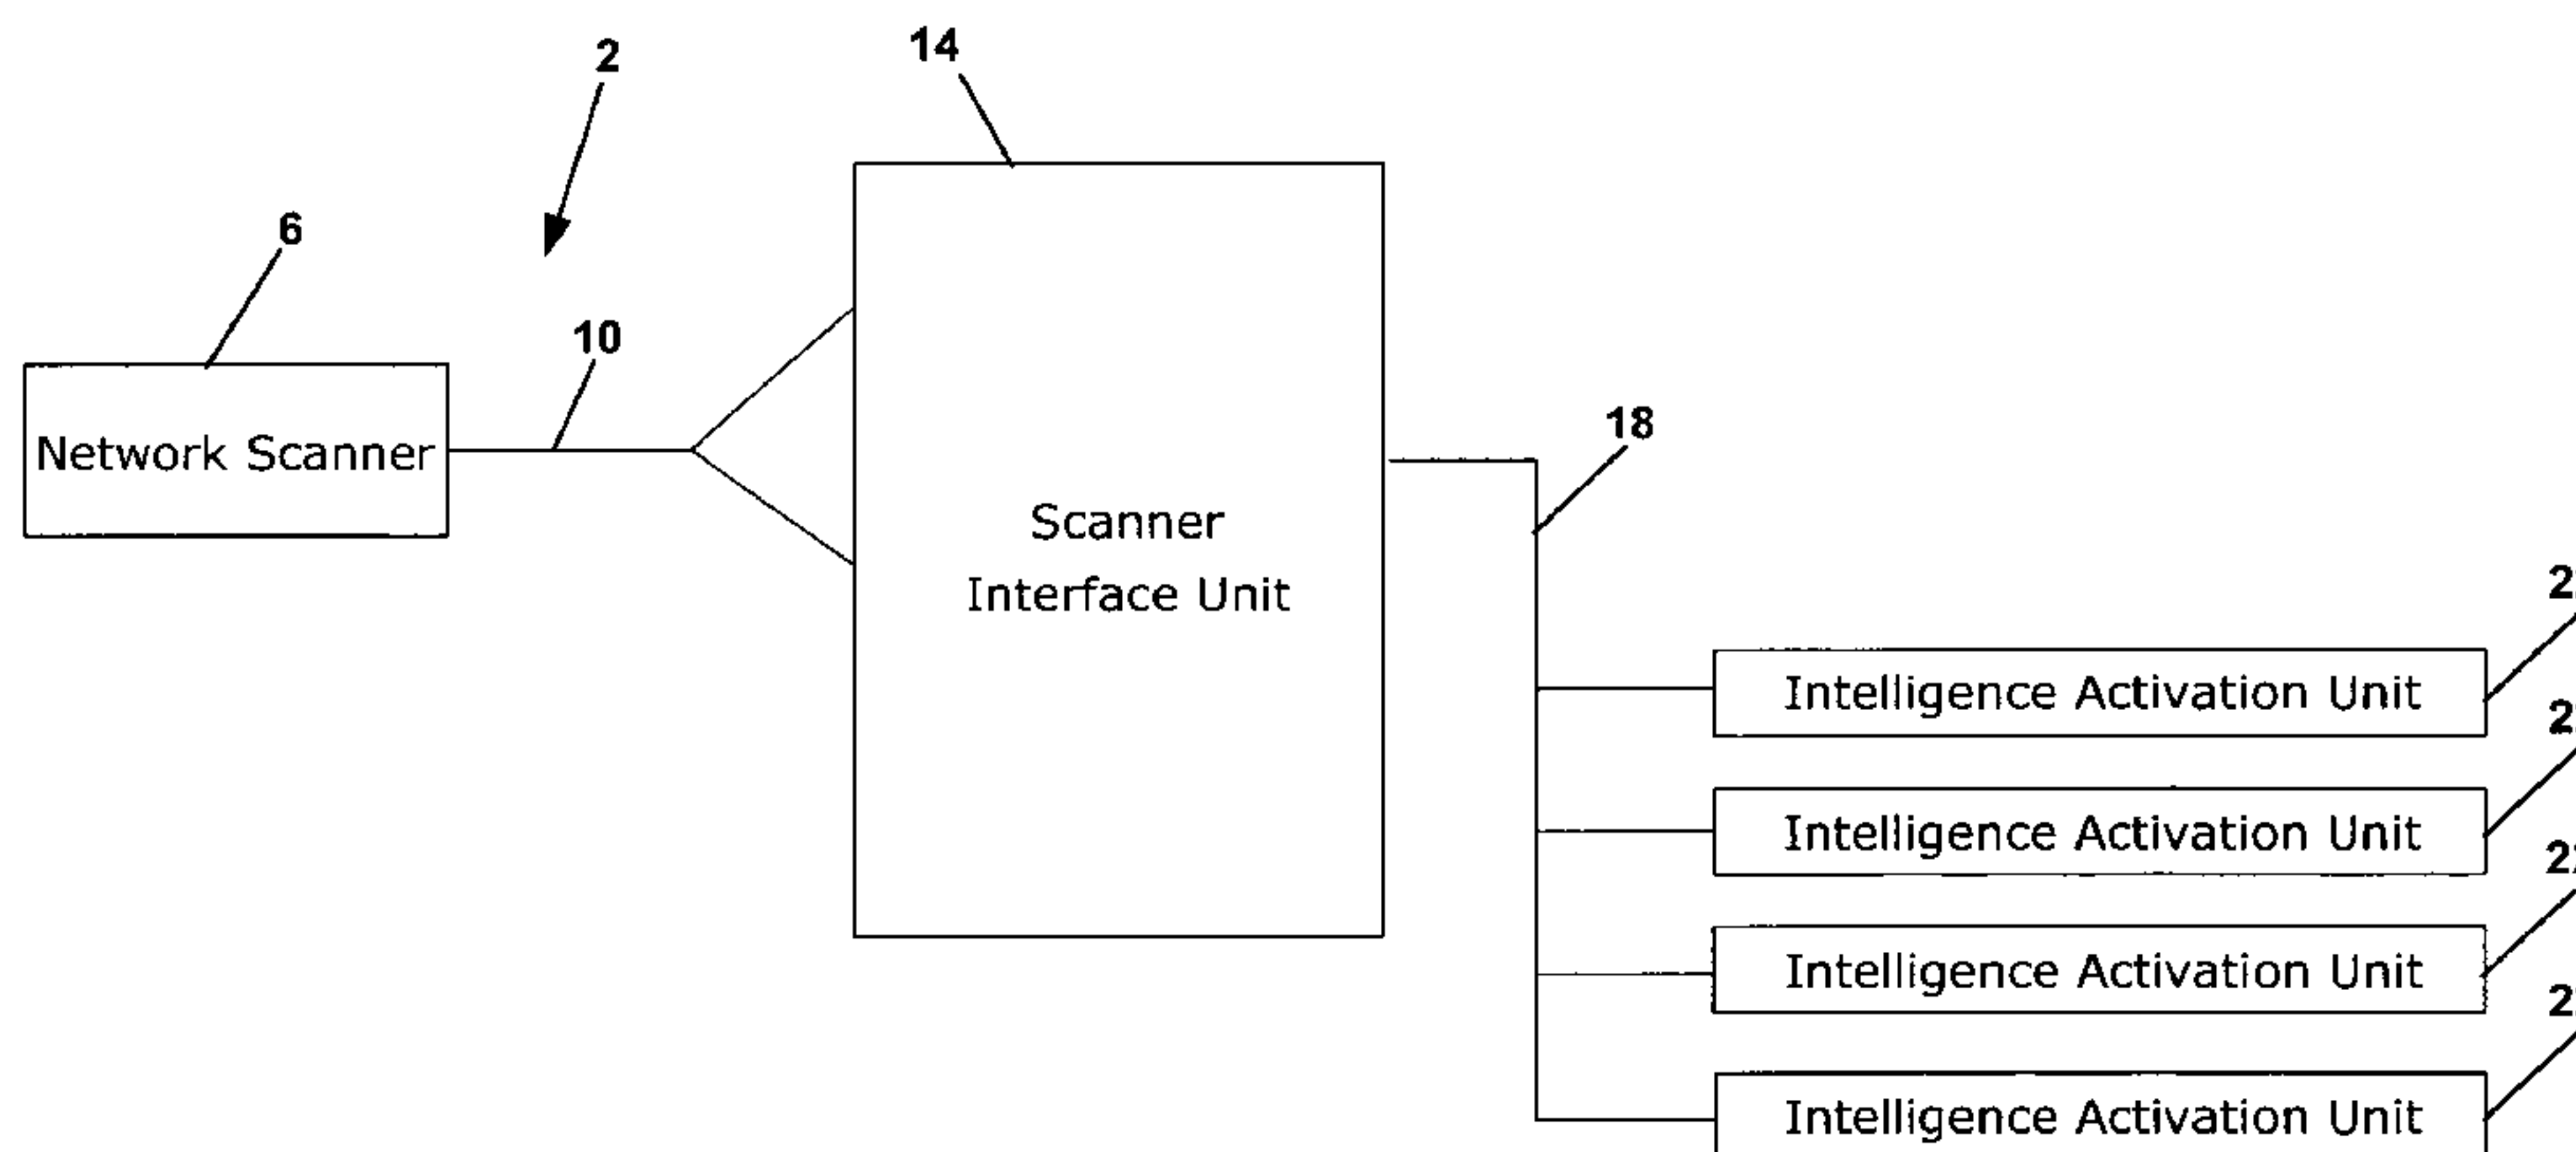 2
14
6
10
Network Scanner
18
Scanner
Interface Unit
Intelligence Activation Unit
Intelligence Activation Unit
Intelligence Activation Unit
Intelligence Activation Unit